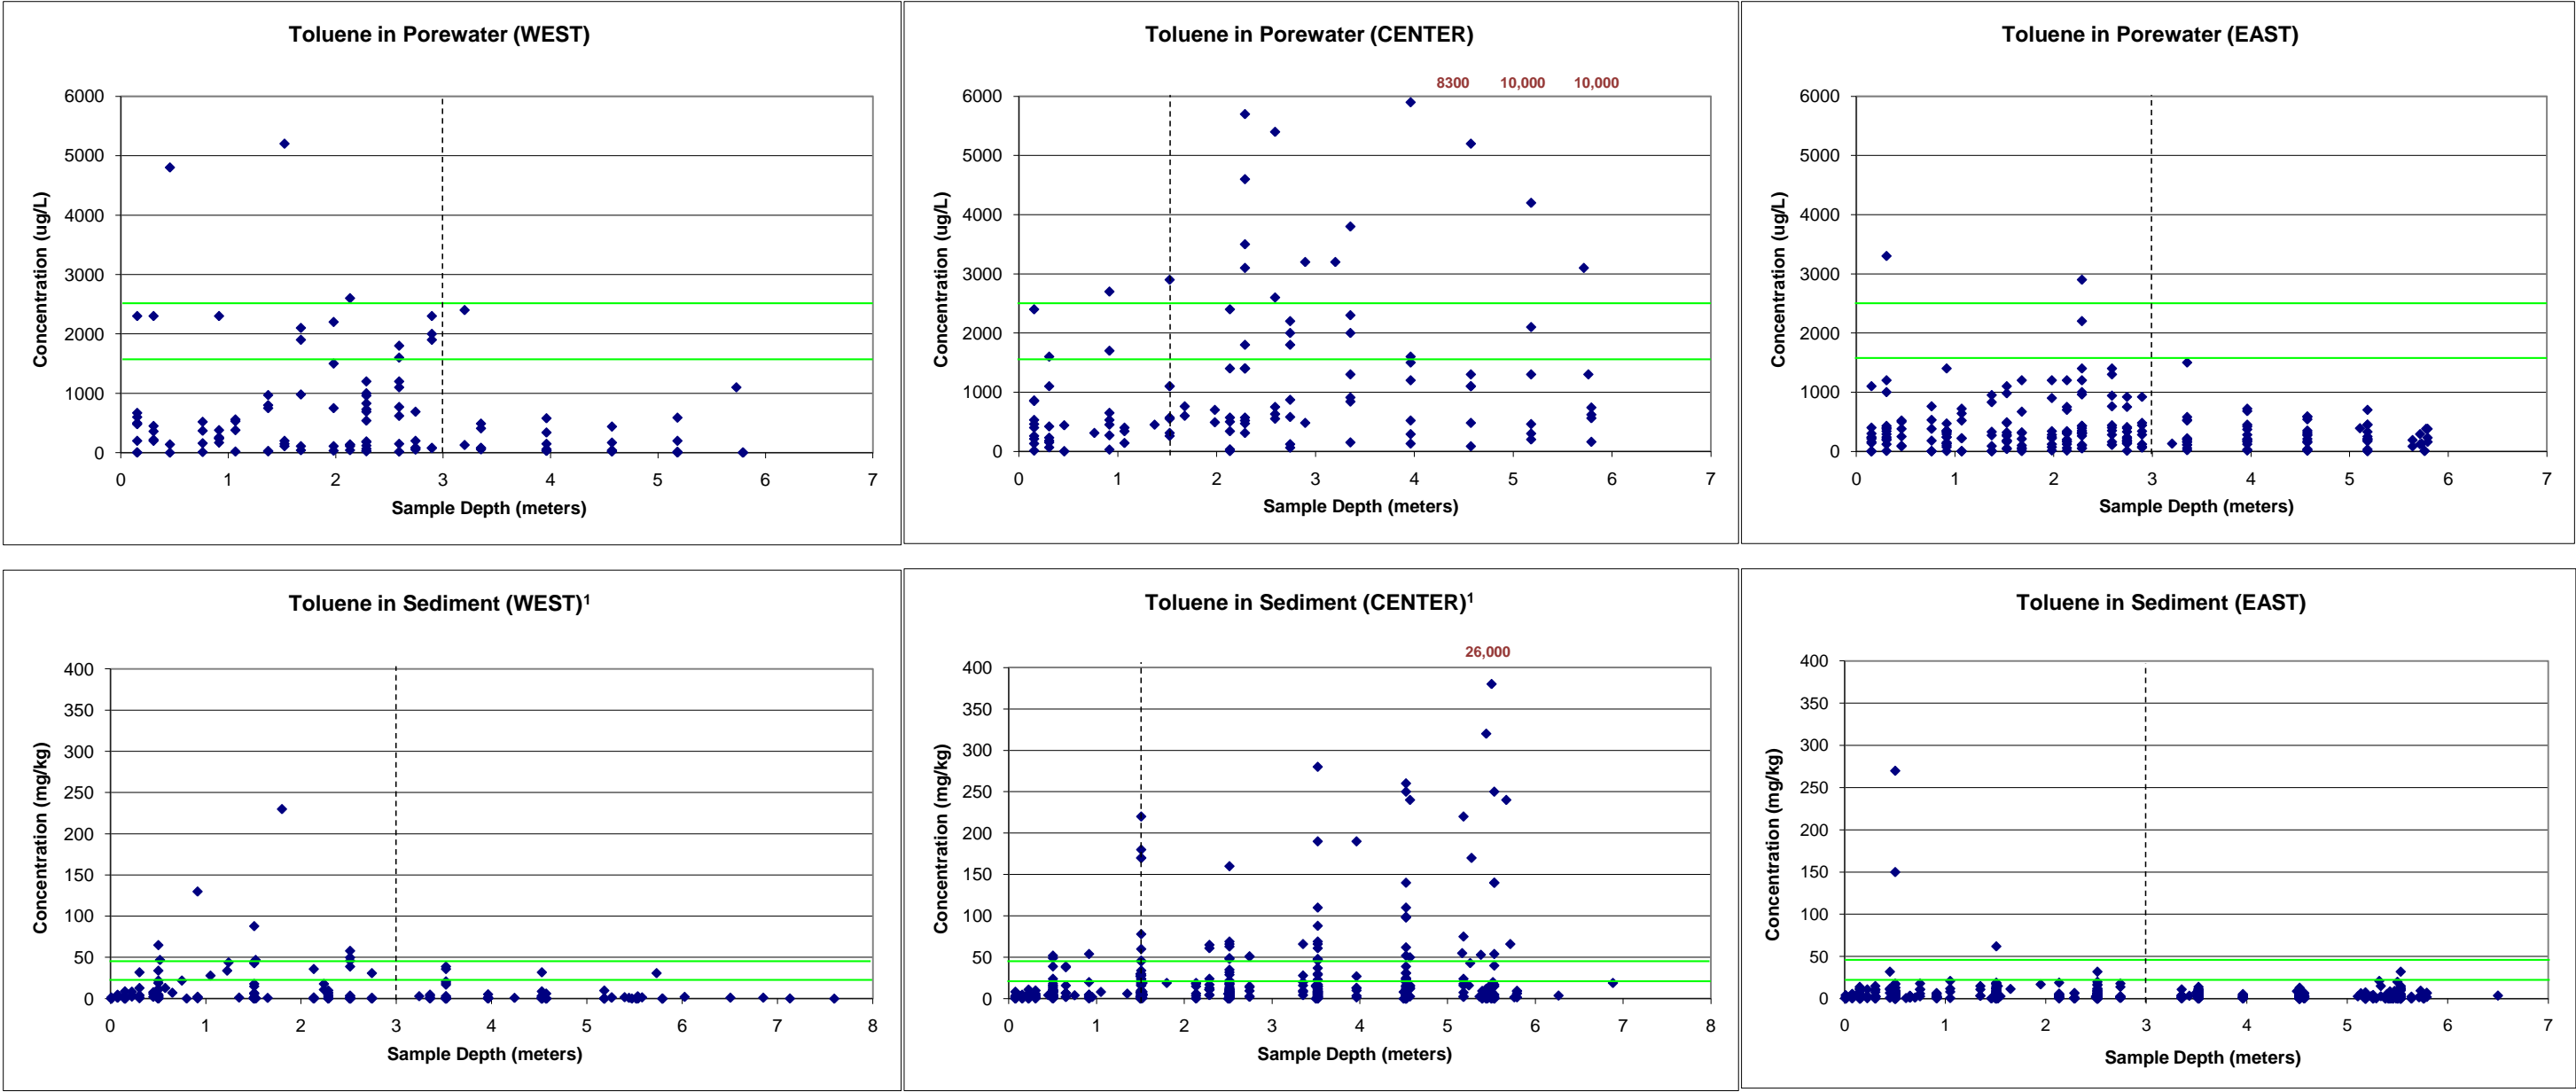 Toluene in Porewater (WEST)
6000
5000
4000
3000
2000
1000
0
Concentration (ug/L)
0 1 2 3 4 5 6 7
Sample Depth (meters)
Toluene in Porewater (CENTER)
8300 10,000 10,000
6000
5000
4000
3000
2000
1000
0
Concentration (ug/L)
0 1 2 3 4 5 6 7
Sample Depth (meters)
Toluene in Porewater (EAST)
6000
5000
4000
3000
2000
1000
0
Concentration (ug/L)
0 1 2 3 4 5 6 7
Sample Depth (meters)
Toluene in Sediment (WEST)¹
400
350
300
250
200
150
100
50
0
Concentration (mg/kg)
0 1 2 3 4 5 6 7 8
Sample Depth (meters)
Toluene in Sediment (CENTER)¹
26,000
400
350
300
250
200
150
100
50
0
Concentration (mg/kg)
0 1 2 3 4 5 6 7 8
Sample Depth (meters)
Toluene in Sediment (EAST)
400
350
300
250
200
150
100
50
0
Concentration (mg/kg)
0 1 2 3 4 5 6 7
Sample Depth (meters)